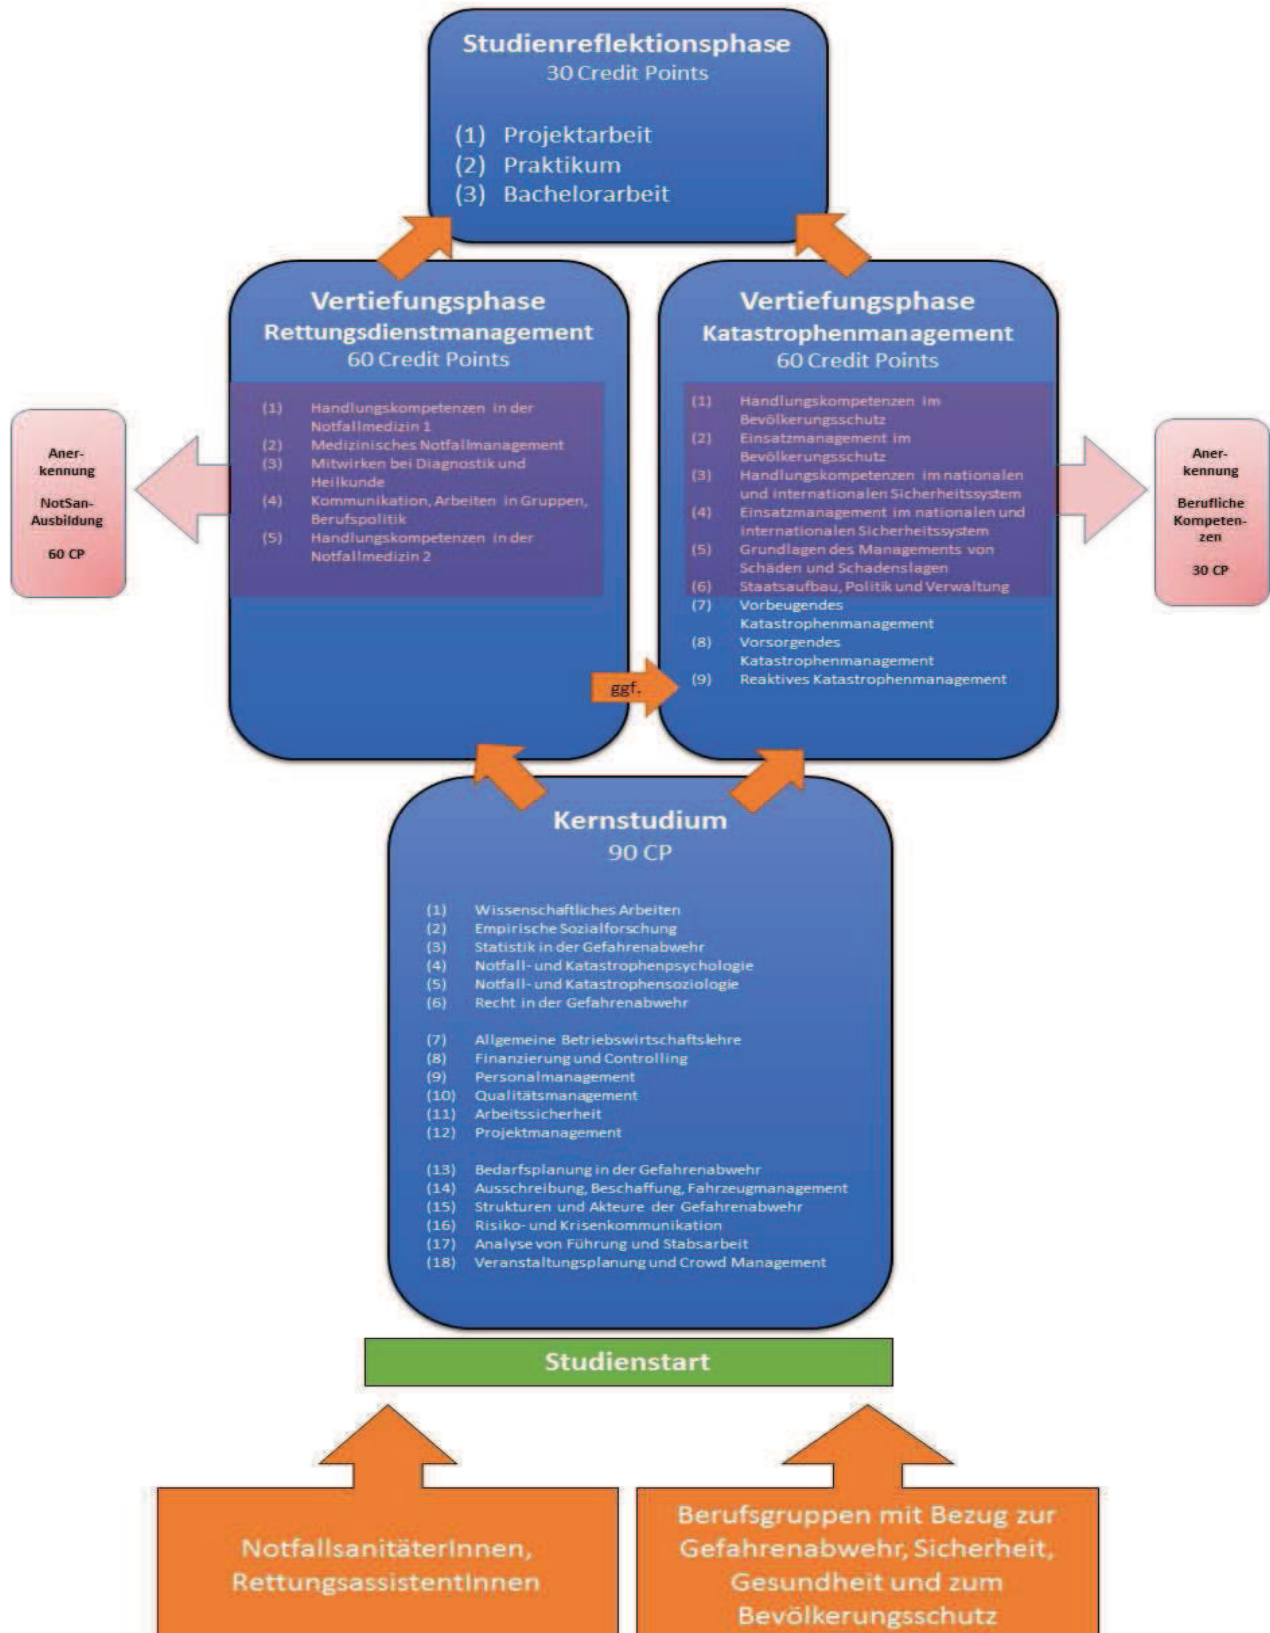 Studienreflektionsphase
30 Credit Points
(1) Projektarbeit
(2) Praktikum
(3) Bachelorarbeit
Vertiefungsphase
Rettungsdienstmanagement
60 Credit Points
(1) Handlungskompetenzen in der
Notfallmedizin 1
(2) Medizinisches Notfallmanagement
(3) Mitwirken bei Diagnostik und
Heilkunde
(4) Kommunikation, Arbeiten in Gruppen,
Berufspolitik
(5) Handlungskompetenzen in der
Notfallmedizin 2
Vertiefungsphase
Katastrophenmanagement
60 Credit Points
(1) Handlungskompetenzen im
Bevölkerungsschutz
(2) Einsatzmanagement im
Bevölkerungsschutz
(3) Handlungskompetenzen im nationalen
und internationalen Sicherheitssystem
(4) Einsatzmanagement im nationalen und
internationalen Sicherheitssystem
(5) Grundlagen des Managements von
Schäden und Schadenslagen
(6) Staatsaufbau, Politik und Verwaltung
(7) Vorbeugendes
Katastrophenmanagement
(8) Vorsorgendes
Katastrophenmanagement
(9) Reaktives Katastrophenmanagement
Aner-
kennung
NotSan-
Ausbildung
60 CP
Aner-
kennung
Berufliche
Kompeten-
zen
30 CP
ggf.
Kernstudium
90 CP
(1) Wissenschaftliches Arbeiten
(2) Empirische Sozialforschung
(3) Statistik in der Gefahrenabwehr
(4) Notfall- und Katastrophenpsychologie
(5) Notfall- und Katastrophensoziologie
(6) Recht in der Gefahrenabwehr
(7) Allgemeine Betriebswirtschaftslehre
(8) Finanzierung und Controlling
(9) Personalmanagement
(10) Qualitätsmanagement
(11) Arbeitssicherheit
(12) Projektmanagement
(13) Bedarfsplanung in der Gefahrenabwehr
(14) Ausschreibung, Beschaffung, Fahrzeugmanagement
(15) Strukturen und Akteure der Gefahrenabwehr
(16) Risiko- und Krisenkommunikation
(17) Analyse von Führung und Stabsarbeit
(18) Veranstaltungsplanung und Crowd Management
Studienstart
NotfallsanitäterInnen,
RettungsassistentInnen
Berufsgruppen mit Bezug zur
Gefahrenabwehr, Sicherheit,
Gesundheit und zum
Bevölkerungsschutz